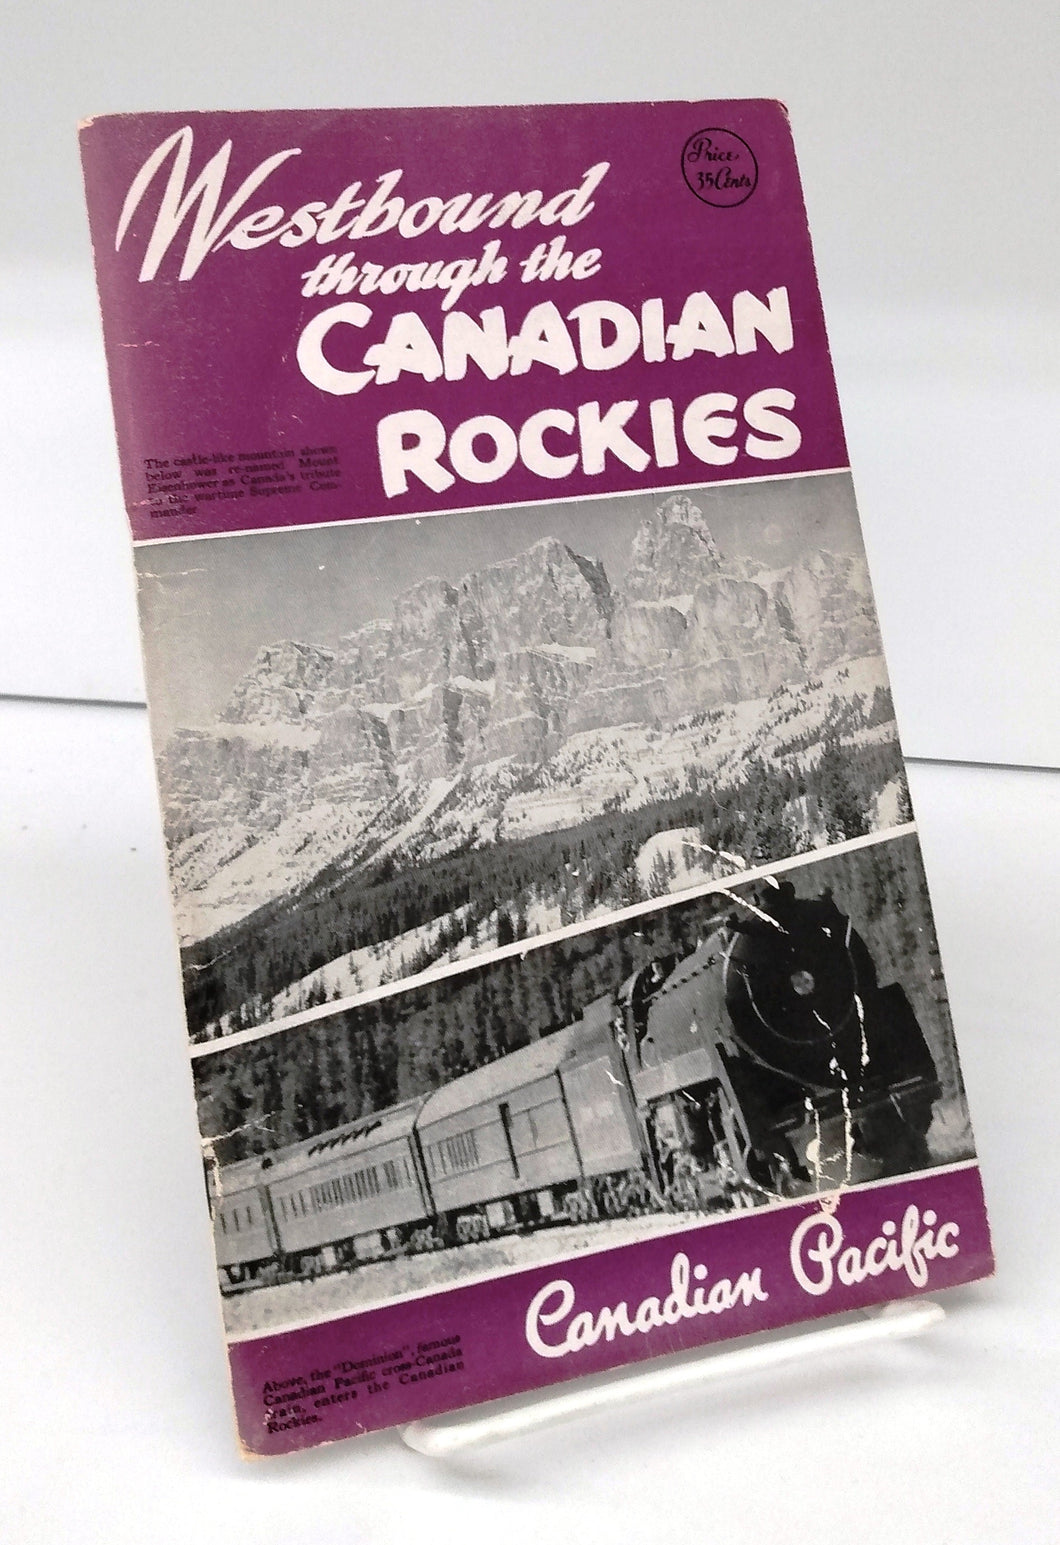 Westbound
through the
CANADIAN
ROCKIES
Price
35 Cents
The castle-like mountain shown
below was re-named Mount
Eisenhower as Canada's tribute
to the wartime Supreme Com-
mander
Canadian Pacific
Above, the "Dominion", famous
Canadian Pacific cross-Canada
train, enters the Canadian
Rockies.